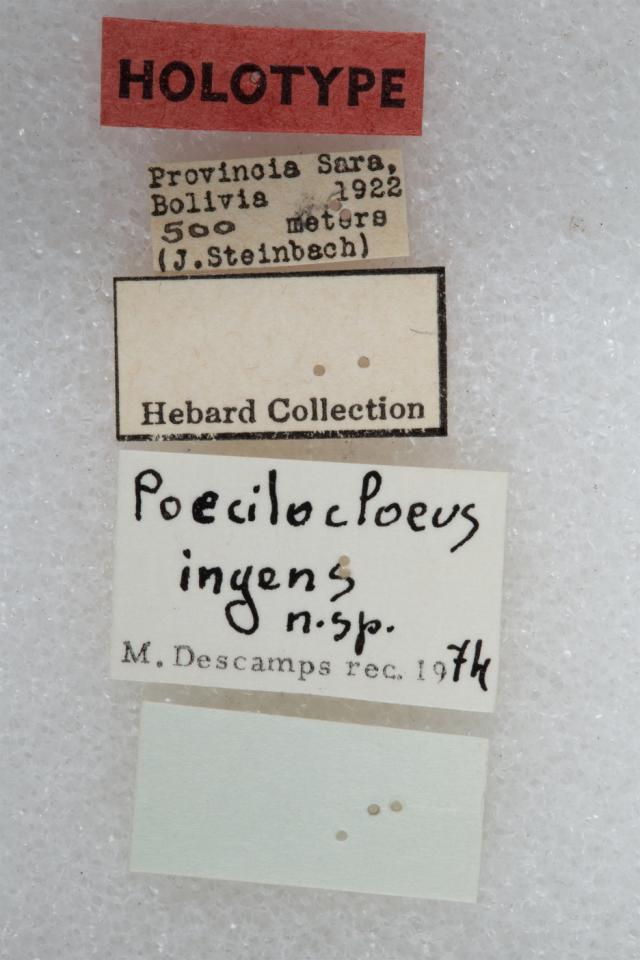 HOLOTYPE
Provincia Sara,
Bolivia 1922
500 meters
(J.Steinbach)
Hebard Collection
Poecilocloeus
ingens
n.sp.
M. Descamps rec. 1974